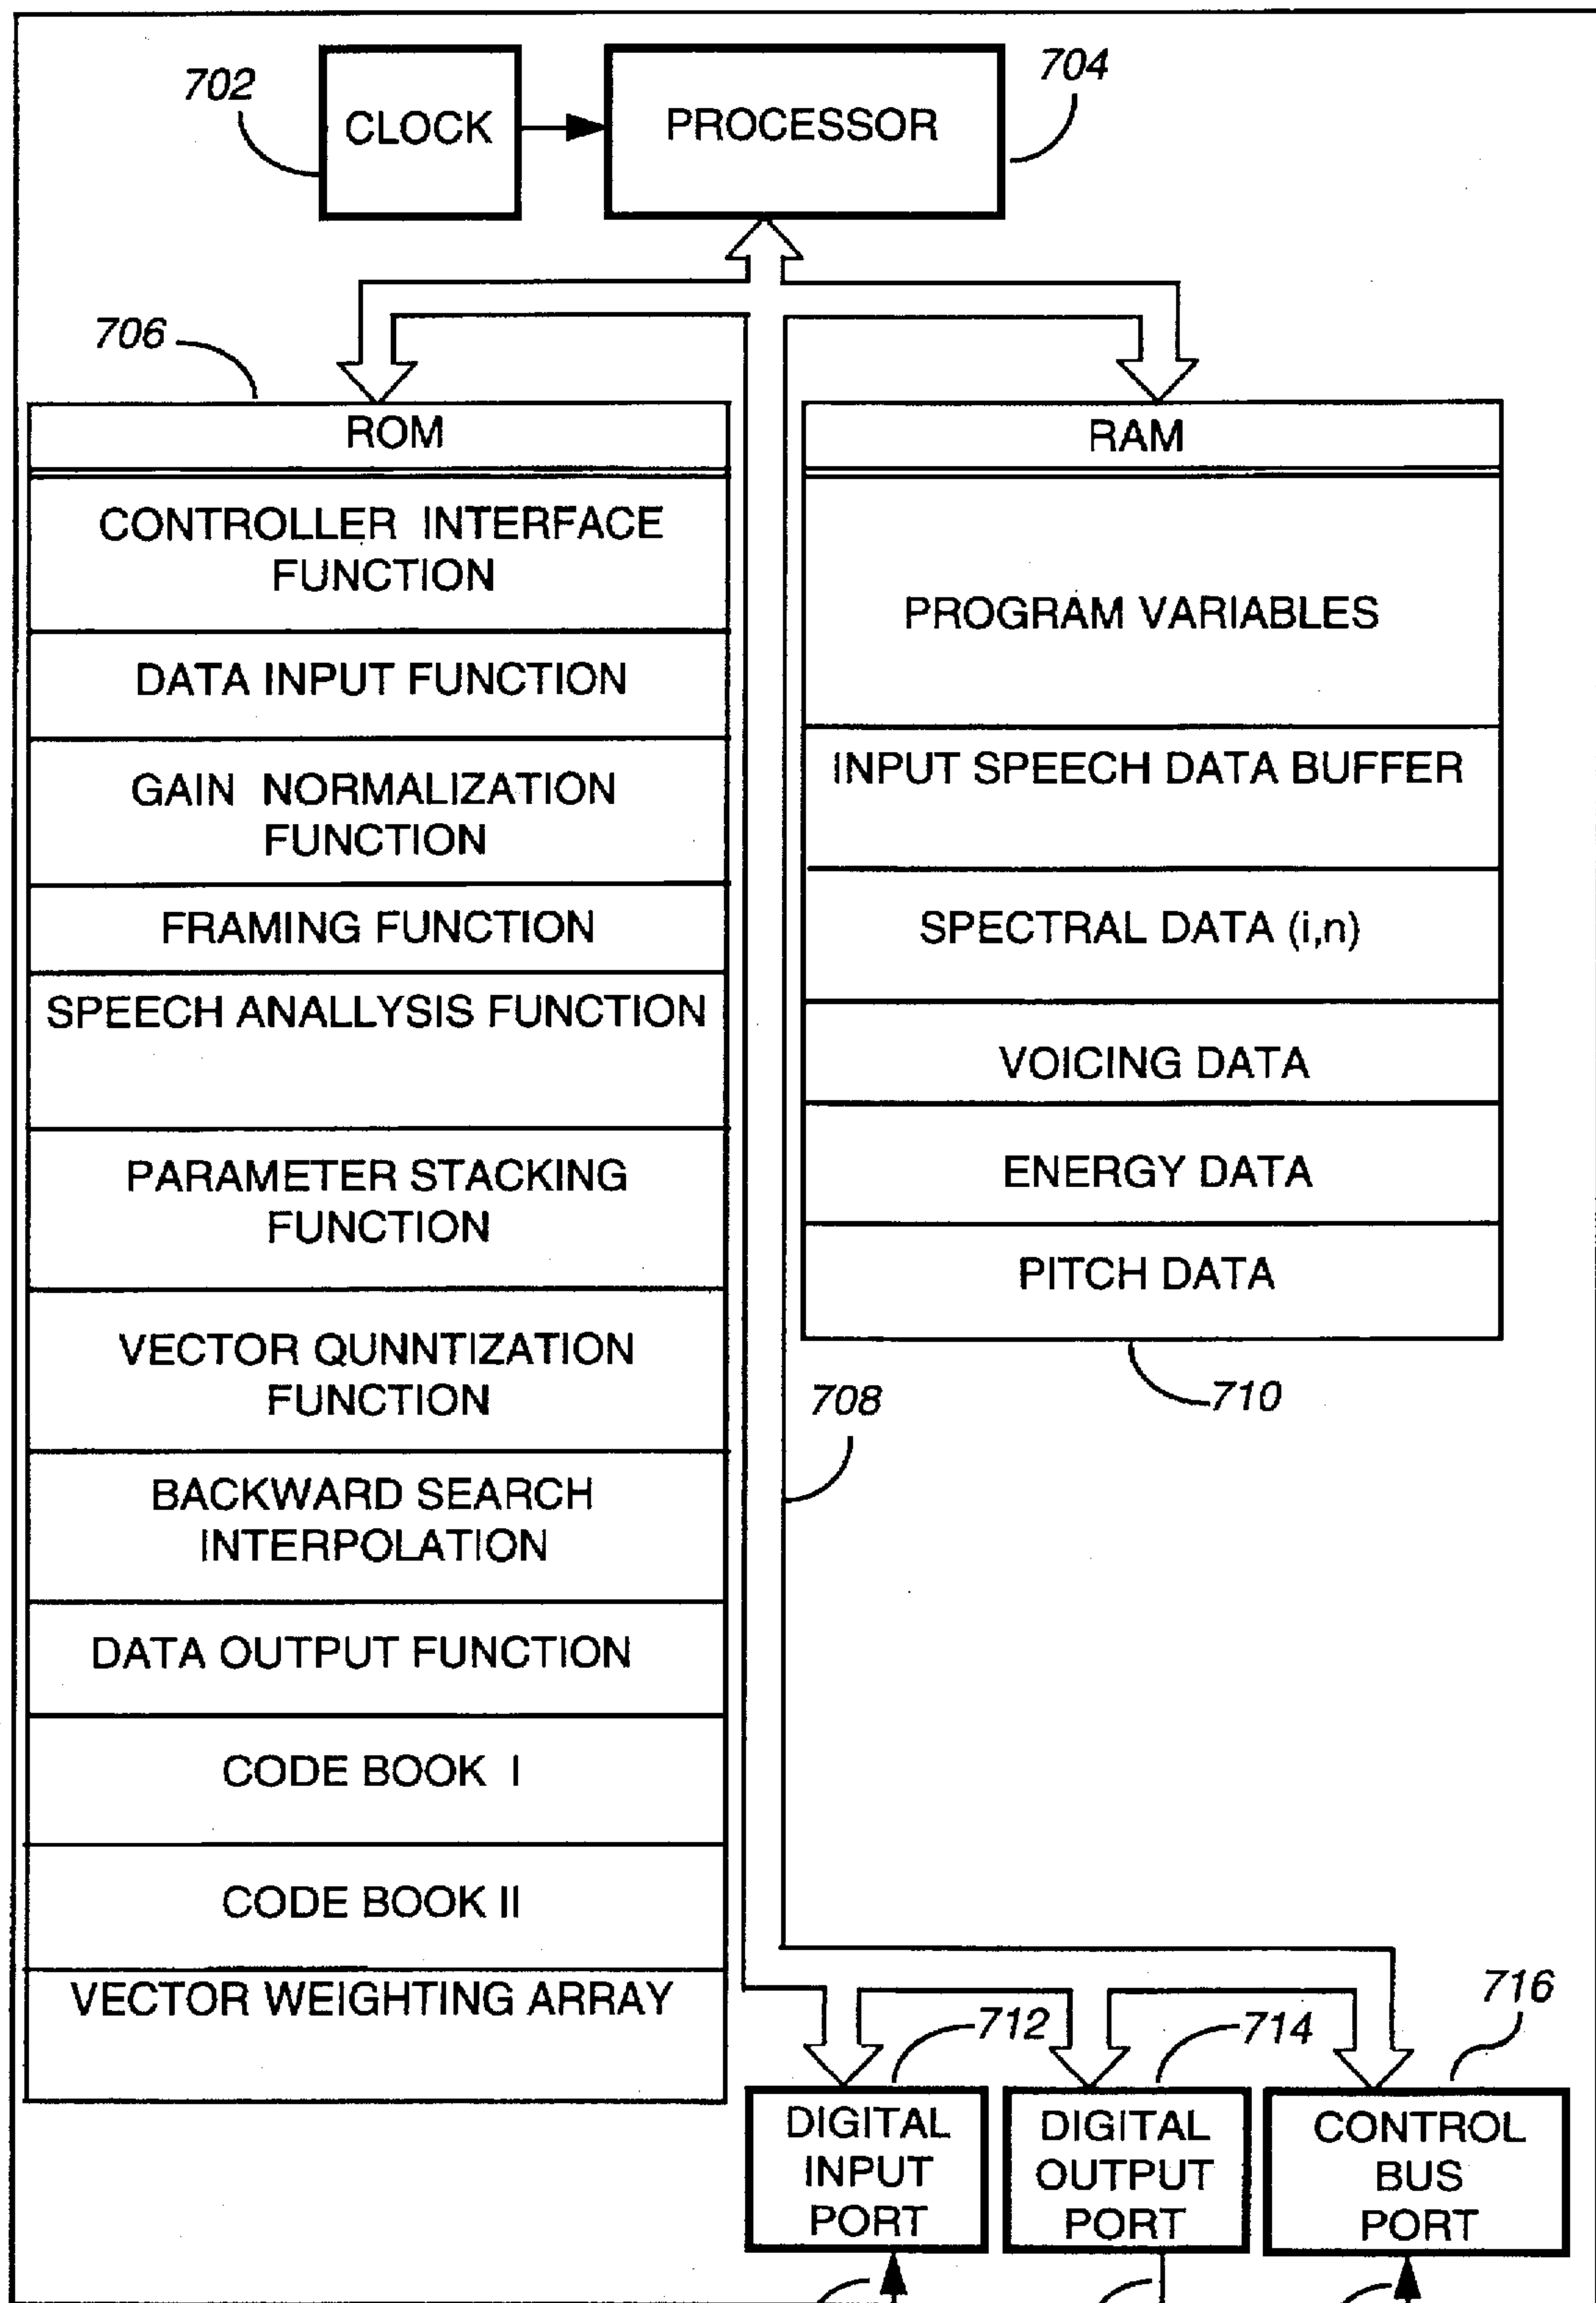 702
CLOCK
PROCESSOR
704
706
ROM
CONTROLLER INTERFACE
FUNCTION
DATA INPUT FUNCTION
GAIN NORMALIZATION
FUNCTION
FRAMING FUNCTION
SPEECH ANALLYSIS FUNCTION
PARAMETER STACKING
FUNCTION
VECTOR QUNNTIZATION
FUNCTION
BACKWARD SEARCH
INTERPOLATION
DATA OUTPUT FUNCTION
CODE BOOK I
CODE BOOK II
VECTOR WEIGHTING ARRAY
RAM
PROGRAM VARIABLES
INPUT SPEECH DATA BUFFER
SPECTRAL DATA (i,n)
VOICING DATA
ENERGY DATA
PITCH DATA
710
708
712
714
716
DIGITAL
INPUT
PORT
DIGITAL
OUTPUT
PORT
CONTROL
BUS
PORT